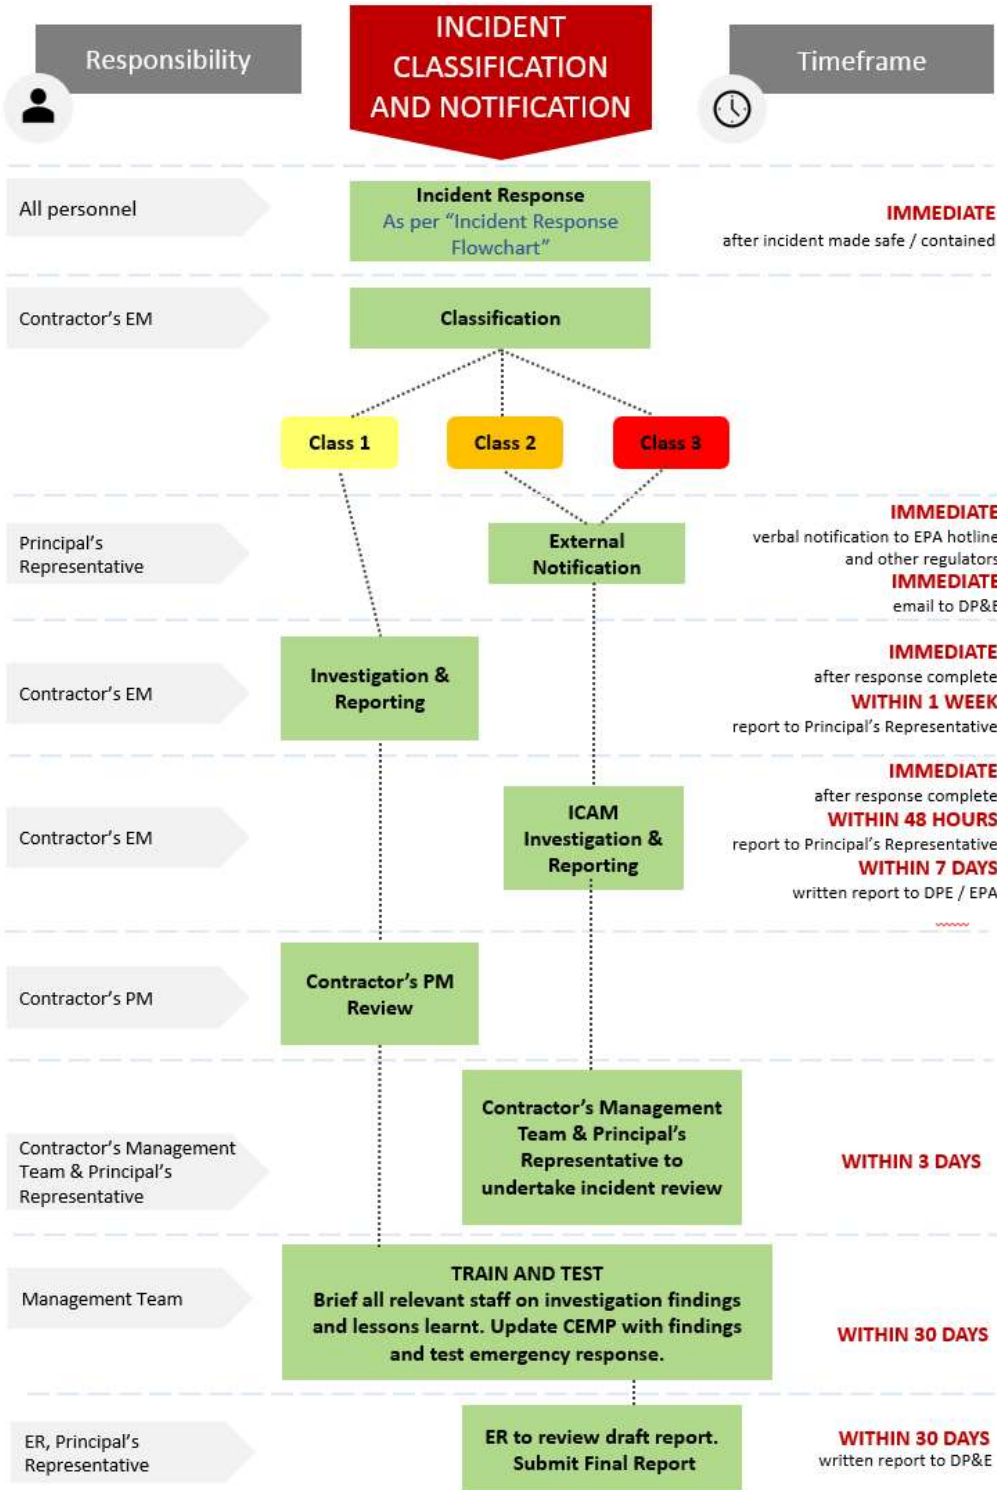 Responsibility
INCIDENT
CLASSIFICATION
AND NOTIFICATION
Timeframe
All personnel
Incident Response
As per “Incident Response
Flowchart”
IMMEDIATE
after incident made safe / contained
Contractor’s EM
Classification
Class 1
Class 2
Class 3
Principal’s
Representative
External
Notification
IMMEDIATE
verbal notification to EPA hotline
and other regulators
IMMEDIATE
email to DP&E
Contractor’s EM
Investigation &
Reporting
IMMEDIATE
after response complete
WITHIN 1 WEEK
report to Principal’s Representative
Contractor’s EM
ICAM
Investigation &
Reporting
IMMEDIATE
after response complete
WITHIN 48 HOURS
report to Principal’s Representative
WITHIN 7 DAYS
written report to DPE / EPA
Contractor’s PM
Contractor’s PM
Review
Contractor’s Management
Team & Principal’s
Representative
Contractor’s Management
Team & Principal’s
Representative to
undertake incident review
WITHIN 3 DAYS
Management Team
TRAIN AND TEST
Brief all relevant staff on investigation findings
and lessons learnt. Update CEMP with findings
and test emergency response.
WITHIN 30 DAYS
ER, Principal’s
Representative
ER to review draft report.
Submit Final Report
WITHIN 30 DAYS
written report to DP&E